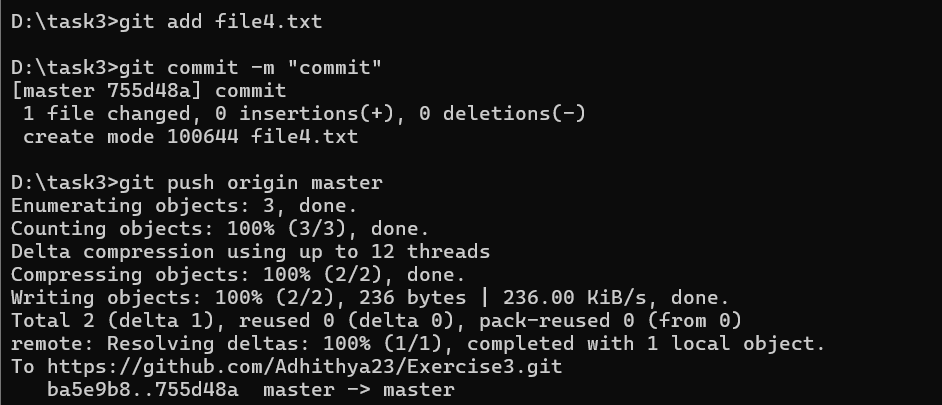 D:\task3>git add file4.txt
D:\task3>git commit -m "commit"
[master 755d48a] commit
 1 file changed, 0 insertions(+), 0 deletions(-)
 create mode 100644 file4.txt
D:\task3>git push origin master
Enumerating objects: 3, done.
Counting objects: 100% (3/3), done.
Delta compression using up to 12 threads
Compressing objects: 100% (2/2), done.
Writing objects: 100% (2/2), 236 bytes | 236.00 KiB/s, done.
Total 2 (delta 1), reused 0 (delta 0), pack-reused 0 (from 0)
remote: Resolving deltas: 100% (1/1), completed with 1 local object.
To https://github.com/Adhithya23/Exercise3.git
   ba5e9b8..755d48a  master -> master